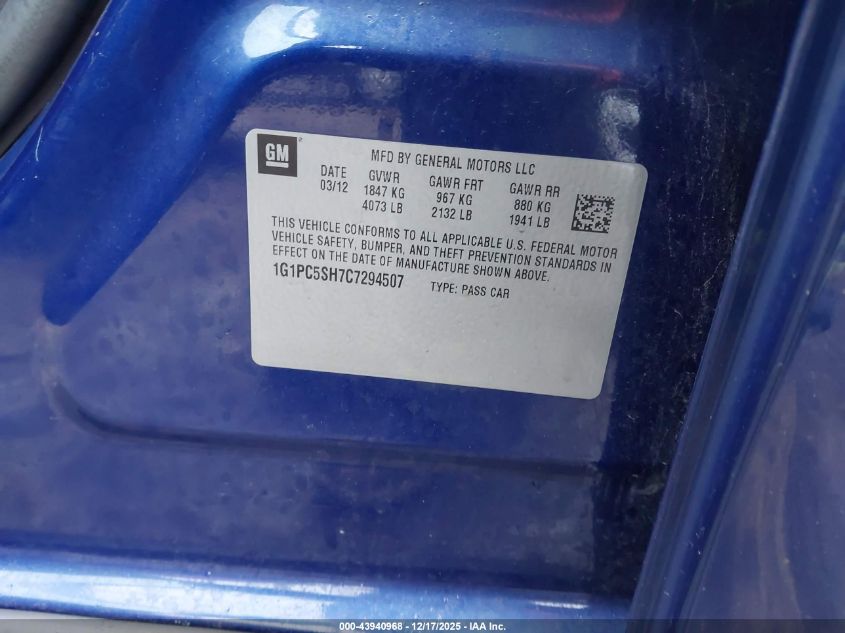 GM
MFD BY GENERAL MOTORS LLC
DATE GVWR GAWR FRT GAWR RR
03/12 1847 KG 967 KG 880 KG
4073 LB 2132 LB 1941 LB
THIS VEHICLE CONFORMS TO ALL APPLICABLE U.S. FEDERAL MOTOR
VEHICLE SAFETY, BUMPER, AND THEFT PREVENTION STANDARDS IN
EFFECT ON THE DATE OF MANUFACTURE SHOWN ABOVE.
1G1PC5SH7C7294507 TYPE: PASS CAR
000-43940968 - 12/17/2025 - IAA Inc.